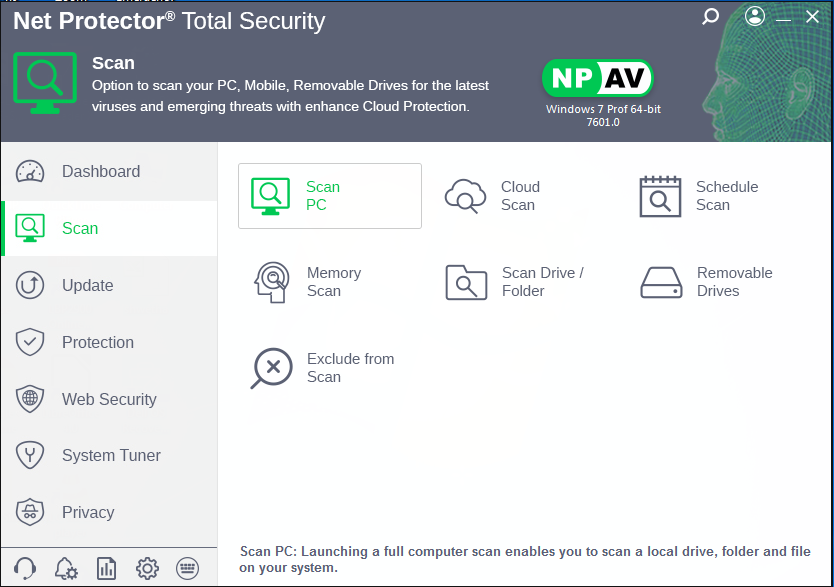 Net Protector® Total Security
Scan
Option to scan your PC, Mobile, Removable Drives for the latest
viruses and emerging threats with enhance Cloud Protection.
NP AV
Windows 7 Prof 64-bit
7601.0
Dashboard
Scan
Update
Protection
Web Security
System Tuner
Privacy
Scan
PC
Cloud
Scan
Schedule
Scan
Memory
Scan
Scan Drive /
Folder
Removable
Drives
Exclude from
Scan
Scan PC: Launching a full computer scan enables you to scan a local drive, folder and file
on your system.